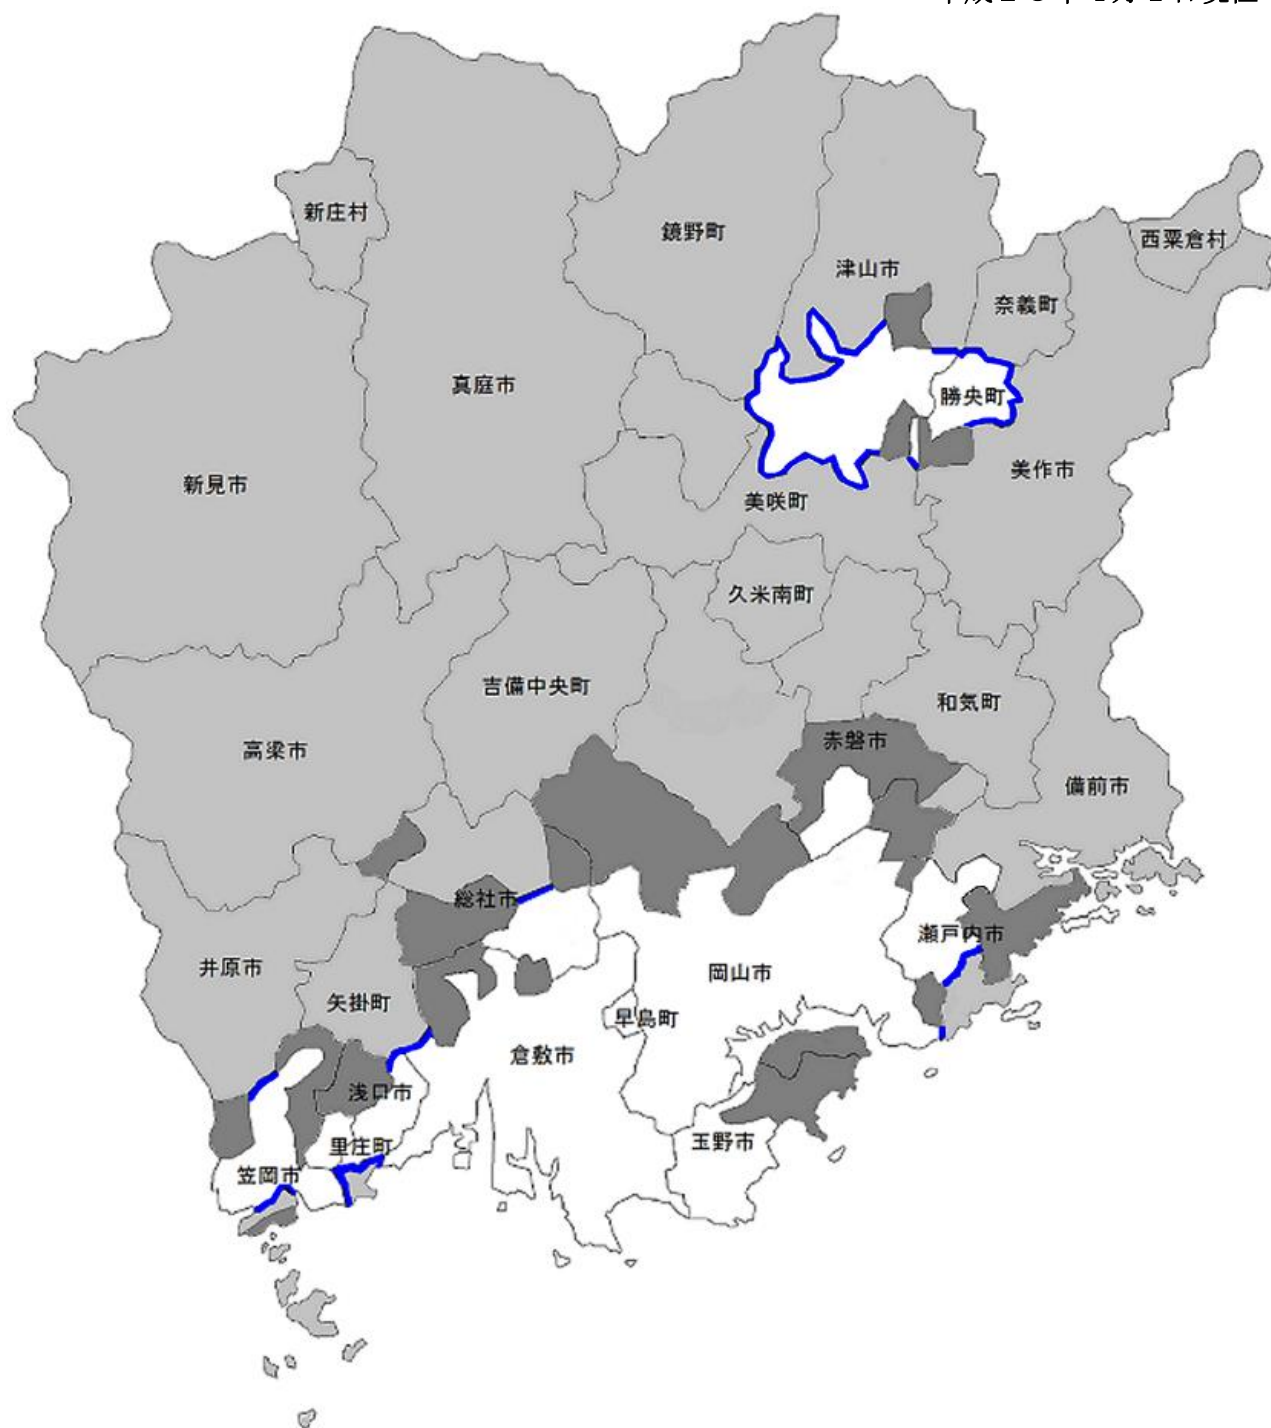 新庄村
鏡野町
西粟倉村
津山市
奈義町
真庭市
勝央町
新見市
美作市
美咲町
久米南町
吉備中央町
和気町
赤磐市
高梁市
備前市
総社市
瀬戸内市
井原市
岡山市
矢掛町
早島町
倉敷市
浅口市
玉野市
里庄町
笠岡市